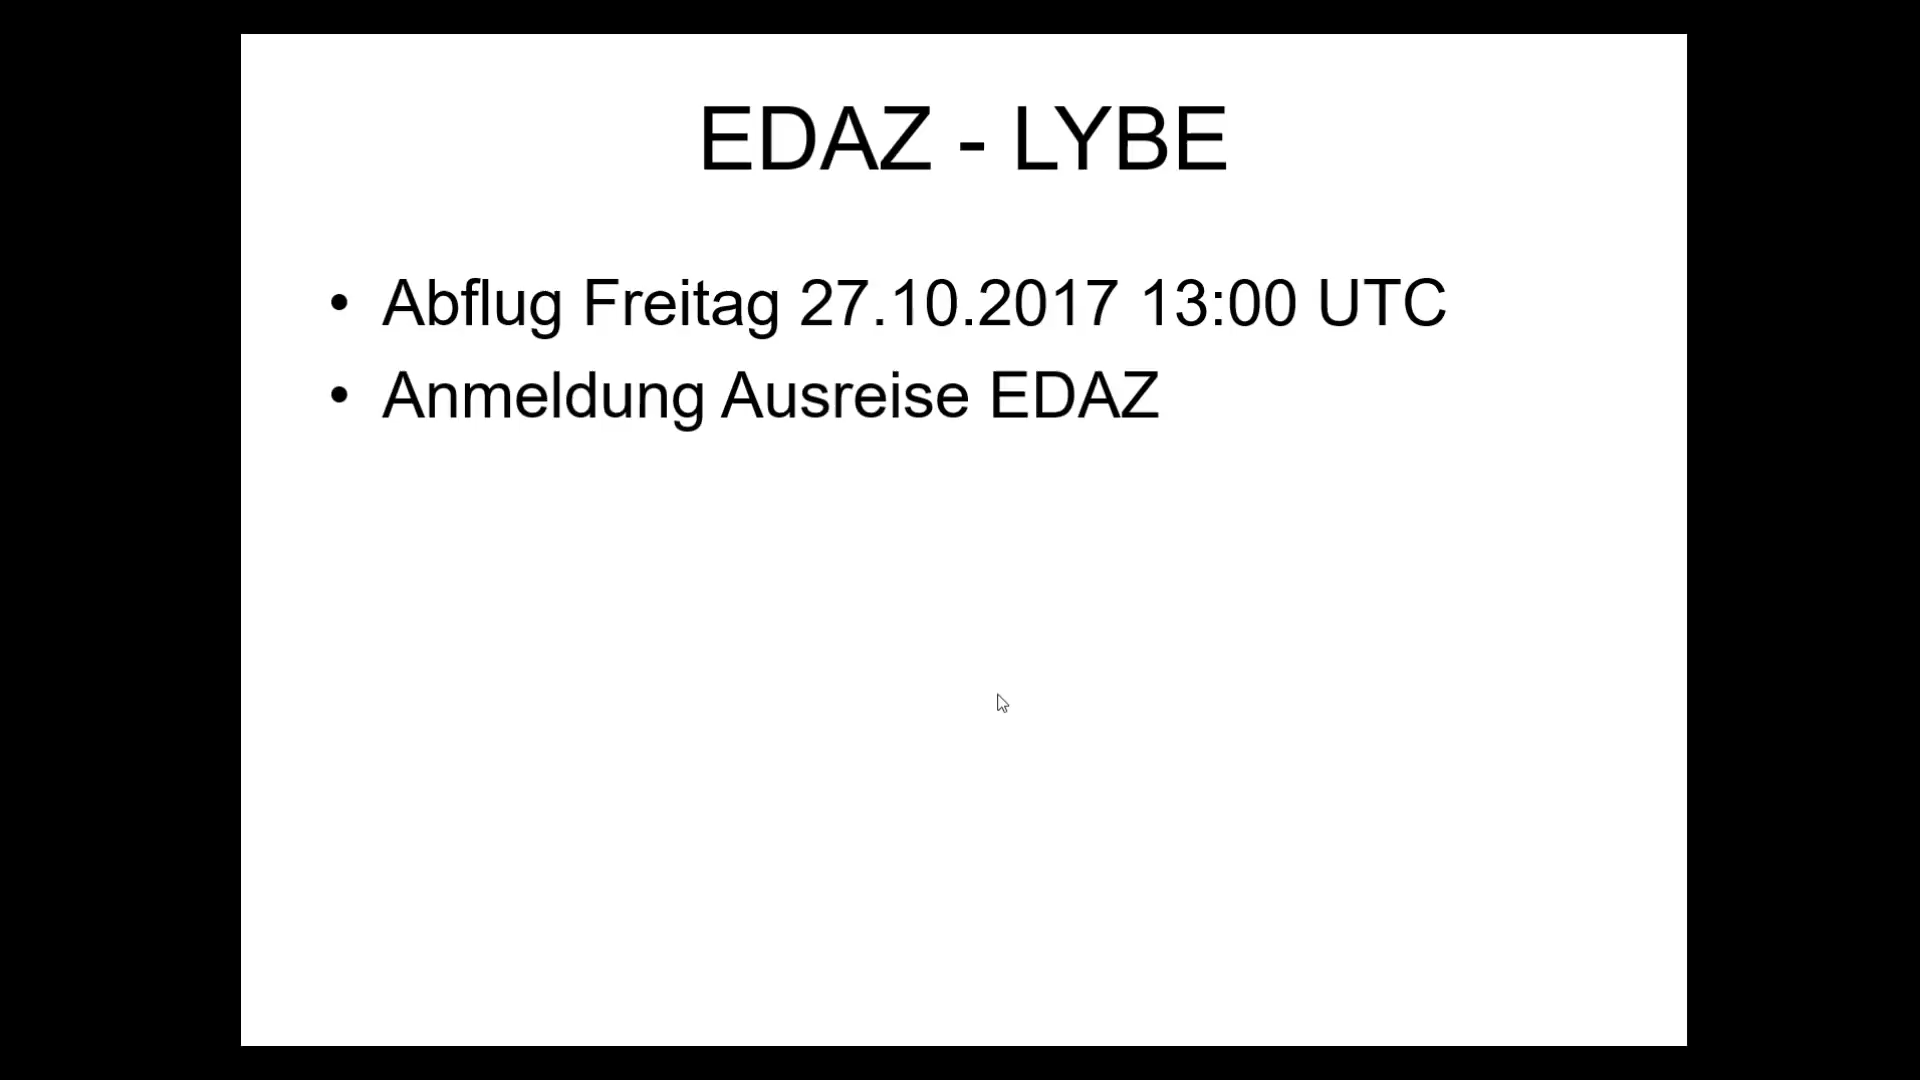 EDAZ - LYBE
• Abflug Freitag 27.10.2017 13:00 UTC
• Anmeldung Ausreise EDAZ